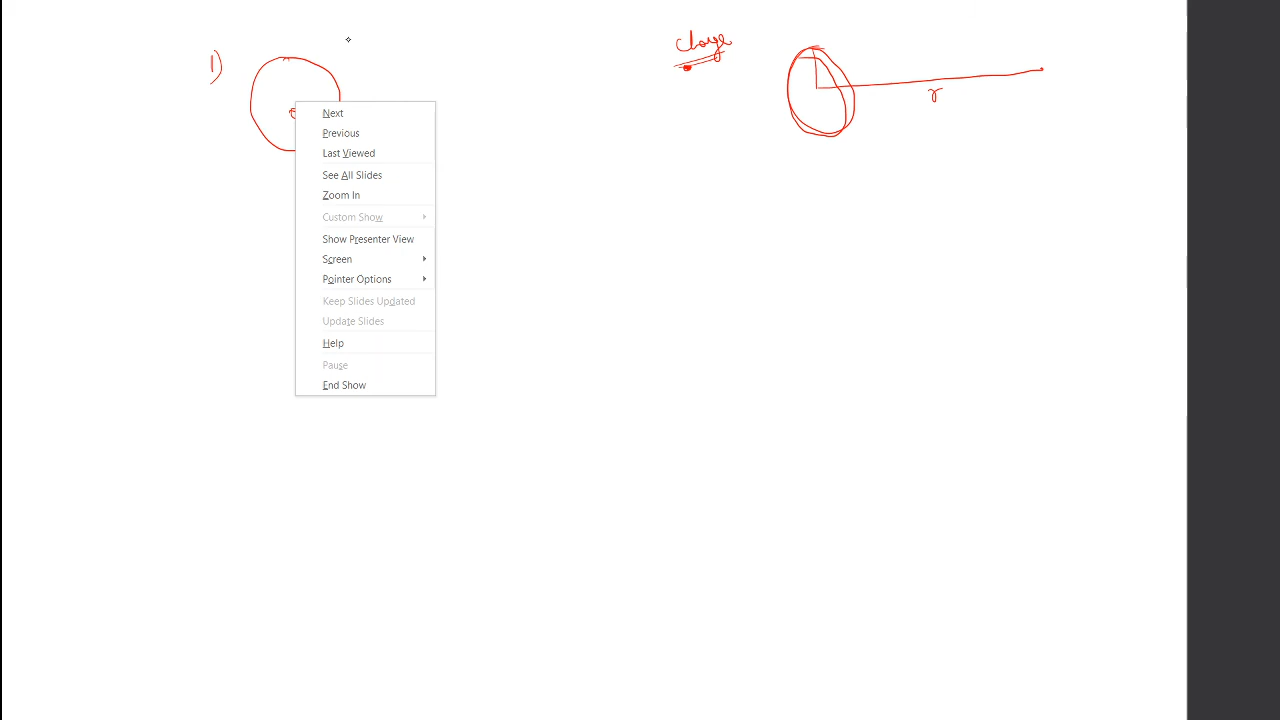 1)
charge
r
Next
Previous
Last Viewed
See All Slides
Zoom In
Custom Show
Show Presenter View
Screen
Pointer Options
Keep Slides Updated
Update Slides
Help
Pause
End Show